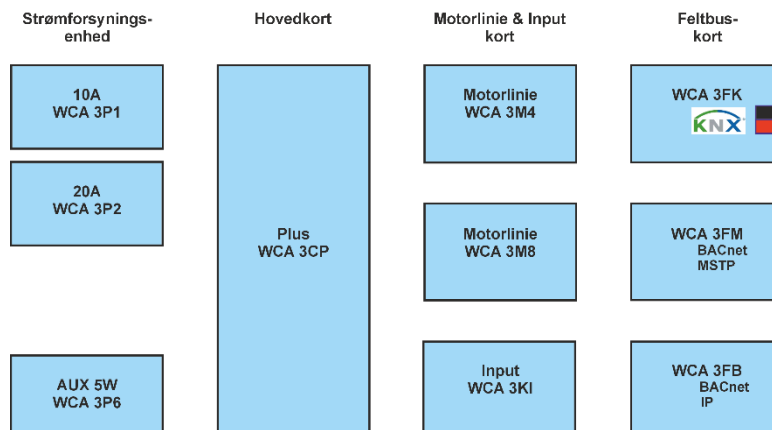 Strømforsynings-
enhed
Hovedkort
Motorlinie & Input
kort
Feltbus-
kort
10A
WCA 3P1
20A
WCA 3P2
AUX 5W
WCA 3P6
Plus
WCA 3CP
Motorlinie
WCA 3M4
Motorlinie
WCA 3M8
Input
WCA 3KI
WCA 3FK
KNX
WCA 3FM
BACnet
MSTP
WCA 3FB
BACnet
IP